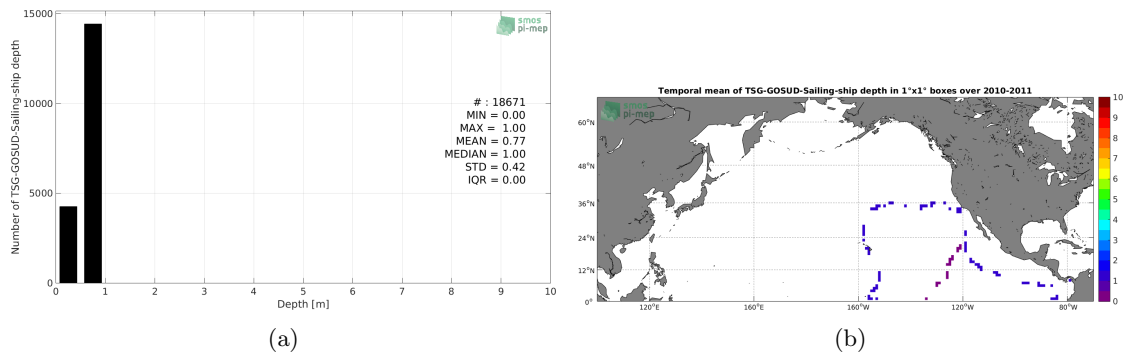 15000
10000
5000
0
Number of TSG-GOSUD-Sailing-ship depth
smos
pi-mep
# : 18671
MIN = 0.00
MAX = 1.00
MEAN = 0.77
MEDIAN = 1.00
STD = 0.42
IQR = 0.00
0 1 2 3 4 5 6 7 8 9 10
Depth [m]
(a)
Temporal mean of TSG-GOSUD-Sailing-ship depth in 1°x1° boxes over 2010-2011
smos
pi-mep
60°N
48°N
36°N
24°N
12°N
0°
120°E 160°E 160°W 120°W 80°W
10
9
8
7
6
5
4
3
2
1
0
(b)